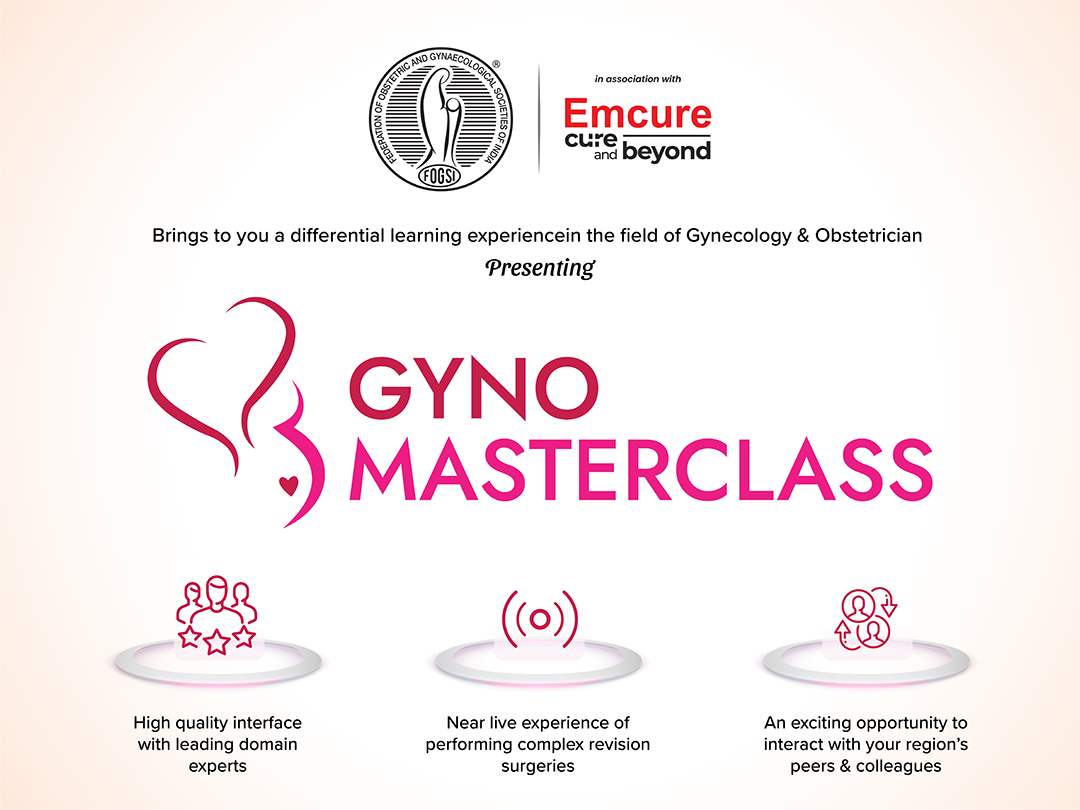 FEDERATION OF OBSTETRIC AND GYNAECOLOGICAL SOCIETIES OF INDIA
®
FOGSI
in association with
Emcure
cure
and beyond
Brings to you a differential learning experiencein the field of Gynecology & Obstetrician
Presenting
GYNO
MASTERCLASS
High quality interface
with leading domain
experts
Near live experience of
performing complex revision
surgeries
An exciting opportunity to
interact with your region's
peers & colleagues